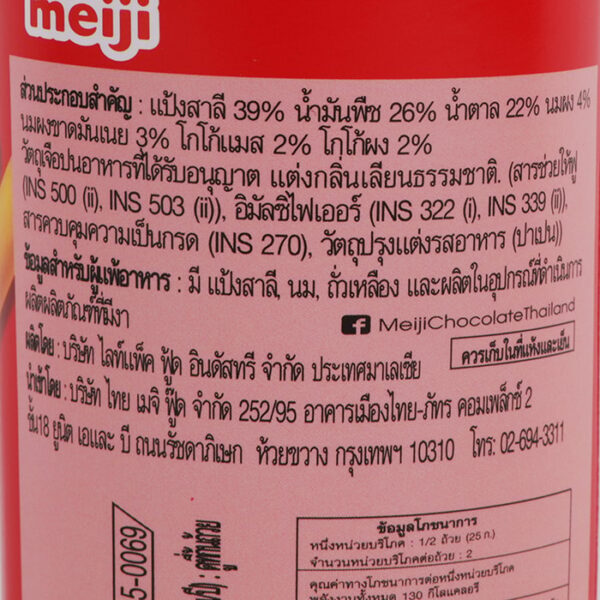 meiji
ส่วนประกอบสำคัญ : แป้งสาลี 39% น้ำมันพืช 26% น้ำตาล 22% นมผง 4%
นมผงขาดมันเนย 3% โกโก้แมส 2% โกโก้ผง 2%
วัตถุเจือปนอาหารที่ได้รับอนุญาต แต่งกลิ่นเลียนธรรมชาติ. (สารช่วยให้ฟู
(INS 500 (ii), INS 503 (ii)), อิมัลซิไฟเออร์ (INS 322 (i), INS 339 (ii)),
สารควบคุมความเป็นกรด (INS 270), วัตถุปรุงแต่งรสอาหาร (ปาเปน))
ข้อมูลสำหรับผู้แพ้อาหาร : มี แป้งสาลี, นม, ถั่วเหลือง และผลิตในอุปกรณ์ที่ดำเนินการ
ผลิตผลิตภัณฑ์ที่มีงา
MeijiChocolateThailand
ผลิตโดย : บริษัท ไลท์แพ็ค ฟู้ด อินดัสทรี จำกัด ประเทศมาเลเซีย
ควรเก็บในที่แห้งและเย็น
นำเข้าโดย : บริษัท ไทย เมจิ ฟู๊ด จำกัด 252/95 อาคารเมืองไทย-ภัทร คอมเพล็กซ์ 2
ชั้น18 ยูนิต เอและ บี ถนนรัชดาภิเษก ห้วยขวาง กรุงเทพฯ 10310 โทร: 02-694-3311
5-0069
ข้อมูลโภชนาการ
หนึ่งหน่วยบริโภค : 1/2 ถ้วย (25 ก.)
จำนวนหน่วยบริโภคต่อถ้วย : 2
คุณค่าทางโภชนาการต่อหนึ่งหน่วยบริโภค
พลังงานทั้งหมด 130 กิโลแคลอรี